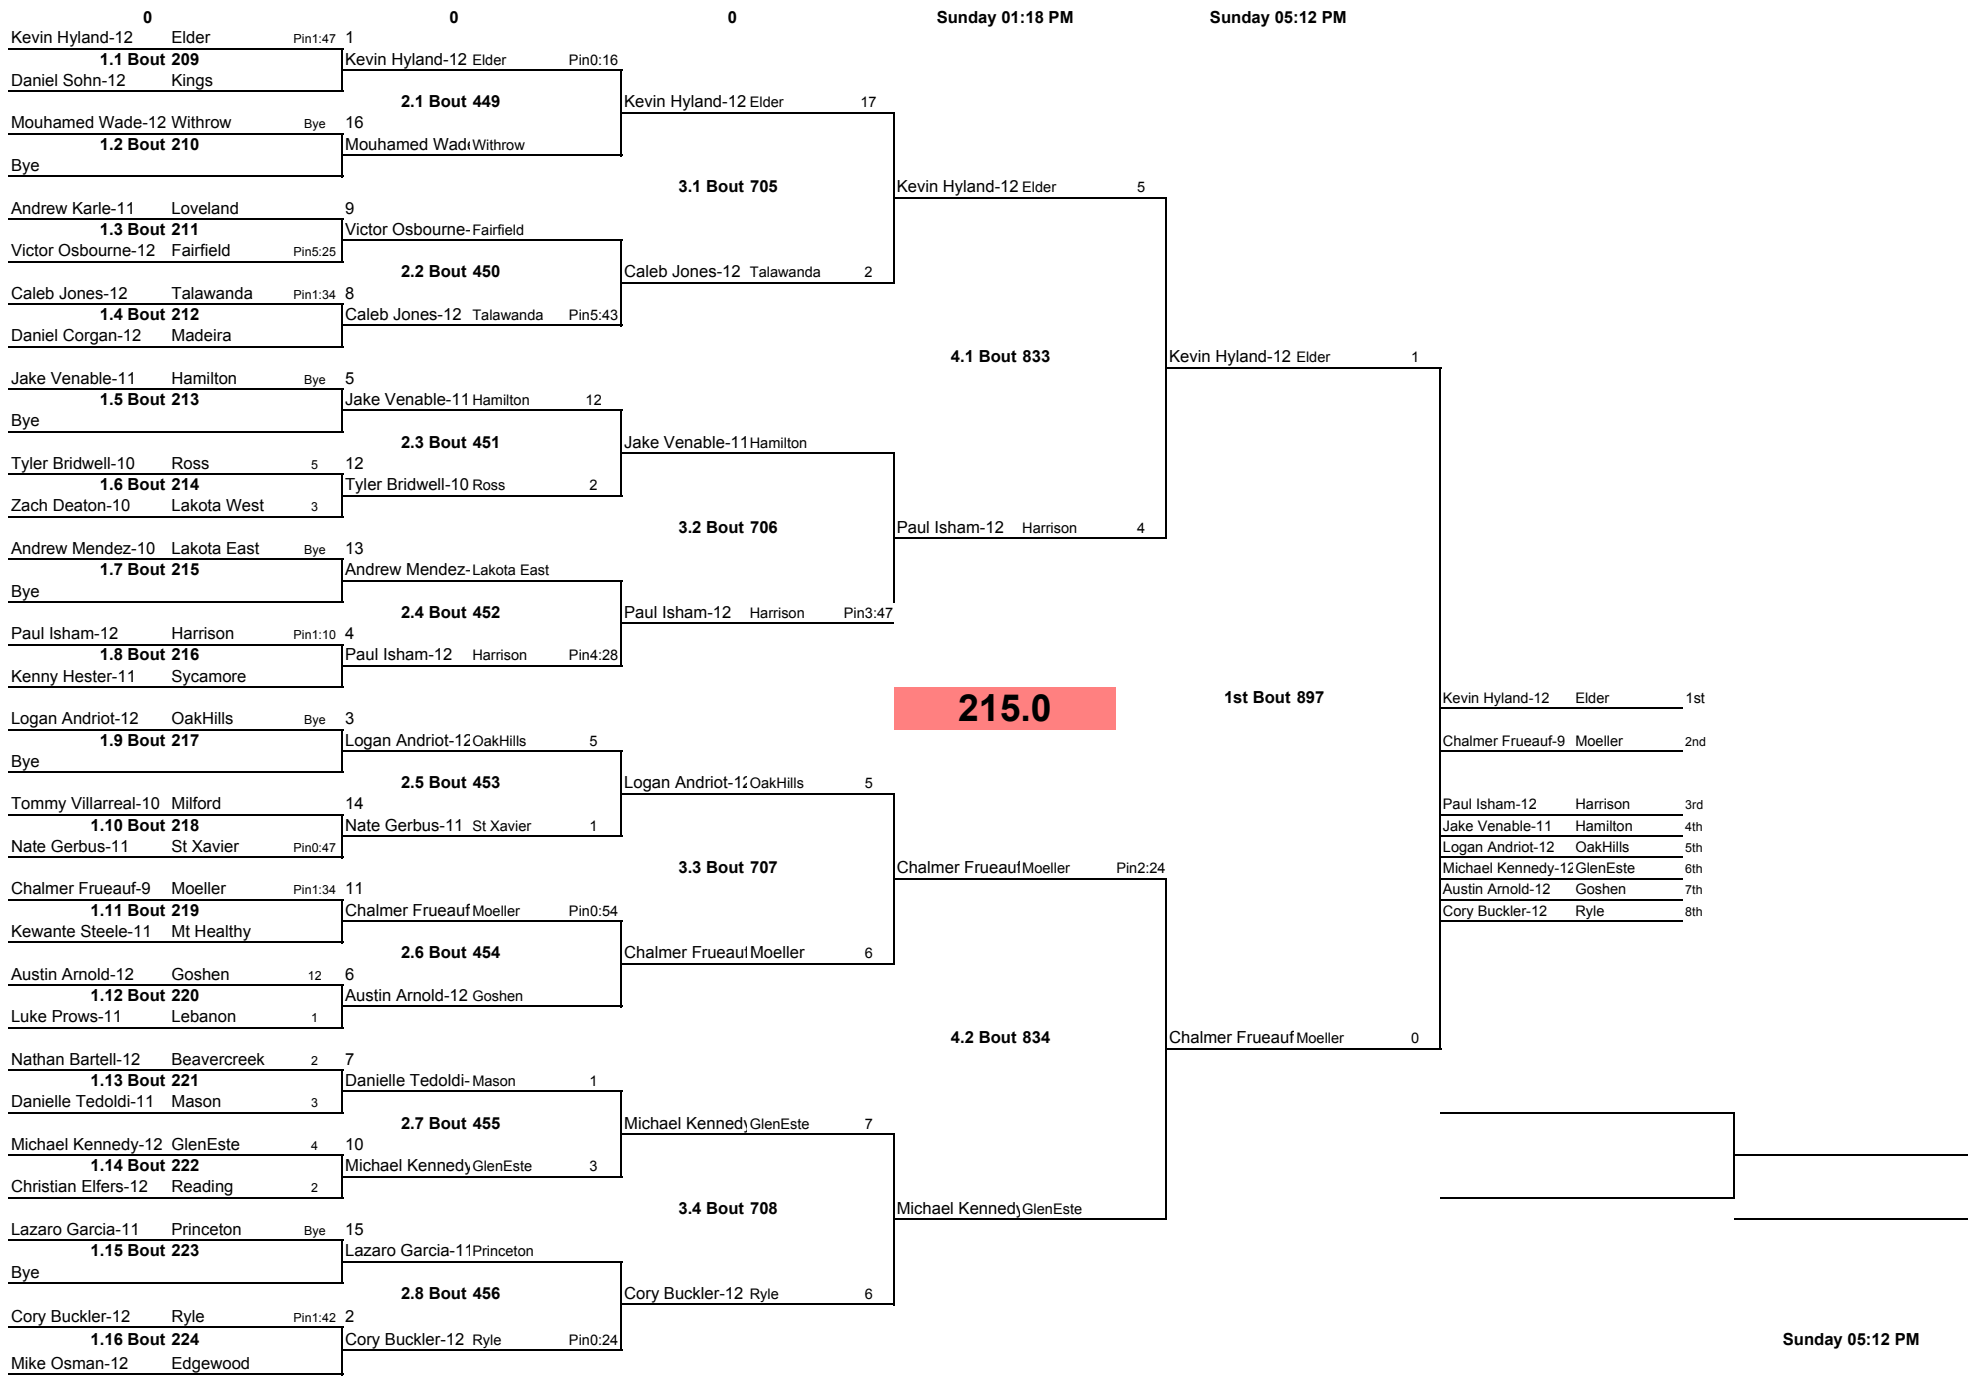 0 0 0 Sunday 01:18 PM Sunday 05:12 PM
Kevin Hyland-12 Elder Pin1:47 1
1.1 Bout 209 Kevin Hyland-12 Elder Pin0:16
Daniel Sohn-12 Kings
2.1 Bout 449 Kevin Hyland-12 Elder 17
Mouhamed Wade-12 Withrow Bye 16
1.2 Bout 210 Mouhamed Wade Withrow
Bye
3.1 Bout 705 Kevin Hyland-12 Elder 5
Andrew Karle-11 Loveland 9
1.3 Bout 211 Victor Osbourne- Fairfield
Victor Osbourne-12 Fairfield Pin5:25
2.2 Bout 450 Caleb Jones-12 Talawanda 2
Caleb Jones-12 Talawanda Pin1:34 8
1.4 Bout 212 Caleb Jones-12 Talawanda Pin5:43
Daniel Corgan-12 Madeira
4.1 Bout 833 Kevin Hyland-12 Elder 1
Jake Venable-11 Hamilton Bye 5
1.5 Bout 213 Jake Venable-11 Hamilton 12
Bye
2.3 Bout 451 Jake Venable-11 Hamilton
Tyler Bridwell-10 Ross 5 12
1.6 Bout 214 Tyler Bridwell-10 Ross 2
Zach Deaton-10 Lakota West 3
3.2 Bout 706 Paul Isham-12 Harrison 4
Andrew Mendez-10 Lakota East Bye 13
1.7 Bout 215 Andrew Mendez- Lakota East
Bye
2.4 Bout 452 Paul Isham-12 Harrison Pin3:47
Paul Isham-12 Harrison Pin1:10 4
1.8 Bout 216 Paul Isham-12 Harrison Pin4:28
Kenny Hester-11 Sycamore
215.0 1st Bout 897 Kevin Hyland-12 Elder 1st
Logan Andriot-12 OakHills Bye 3
1.9 Bout 217 Logan Andriot-12 OakHills 5 Chalmer Frueauf-9 Moeller 2nd
Bye
2.5 Bout 453 Logan Andriot-12 OakHills 5
Tommy Villarreal-10 Milford 14 Paul Isham-12 Harrison 3rd
1.10 Bout 218 Nate Gerbus-11 St Xavier 1 Jake Venable-11 Hamilton 4th
Nate Gerbus-11 St Xavier Pin0:47 Logan Andriot-12 OakHills 5th
3.3 Bout 707 Chalmer Frueauf Moeller Pin2:24 Michael Kennedy-12 GlenEste 6th
Chalmer Frueauf-9 Moeller Pin1:34 11 Austin Arnold-12 Goshen 7th
1.11 Bout 219 Chalmer Frueauf Moeller Pin0:54 Cory Buckler-12 Ryle 8th
Kewante Steele-11 Mt Healthy
2.6 Bout 454 Chalmer Frueauf Moeller 6
Austin Arnold-12 Goshen 12 6
1.12 Bout 220 Austin Arnold-12 Goshen
Luke Prows-11 Lebanon 1
4.2 Bout 834 Chalmer Frueauf Moeller 0
Nathan Bartell-12 Beavercreek 2 7
1.13 Bout 221 Danielle Tedoldi- Mason 1
Danielle Tedoldi-11 Mason 3
2.7 Bout 455 Michael Kennedy GlenEste 7
Michael Kennedy-12 GlenEste 4 10
1.14 Bout 222 Michael Kennedy GlenEste 3
Christian Elfers-12 Reading 2
3.4 Bout 708 Michael Kennedy GlenEste
Lazaro Garcia-11 Princeton Bye 15
1.15 Bout 223 Lazaro Garcia-11 Princeton
Bye
2.8 Bout 456 Cory Buckler-12 Ryle 6
Cory Buckler-12 Ryle Pin1:42 2
1.16 Bout 224 Cory Buckler-12 Ryle Pin0:24 Sunday 05:12 PM
Mike Osman-12 Edgewood